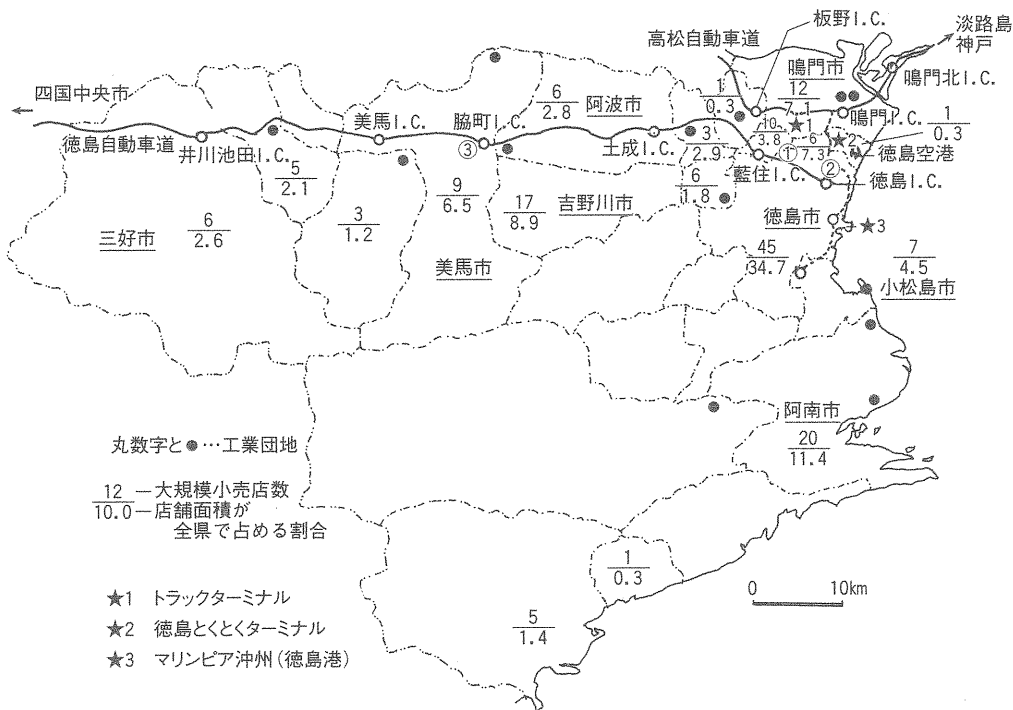 板野I.C.
淡路島
神戸
高松自動車道
鳴門市
鳴門北I.C.
四国中央市
12
7.1
1
0.3
6
2.8
阿波市
美馬I.C.
脇町I.C.
鳴門I.C.
1
0.3
10
3.8
★1
徳島自動車道
井川池田I.C.
③
土成I.C.
3
2.9
①
6
7.3
★2
徳島空港
藍住I.C.
②
徳島I.C.
5
2.1
9
6.5
6
1.8
17
8.9
吉野川市
三好市
6
2.6
3
1.2
徳島市
★3
美馬市
45
34.7
7
4.5
小松島市
阿南市
20
11.4
丸数字と●…工業団地
12 ─ 大規模小売店数
10.0 ─ 店舗面積が
全県で占める割合
1
0.3
0 10km
★1 トラックターミナル
★2 徳島とくとくターミナル
★3 マリンピア沖州(徳島港)
5
1.4